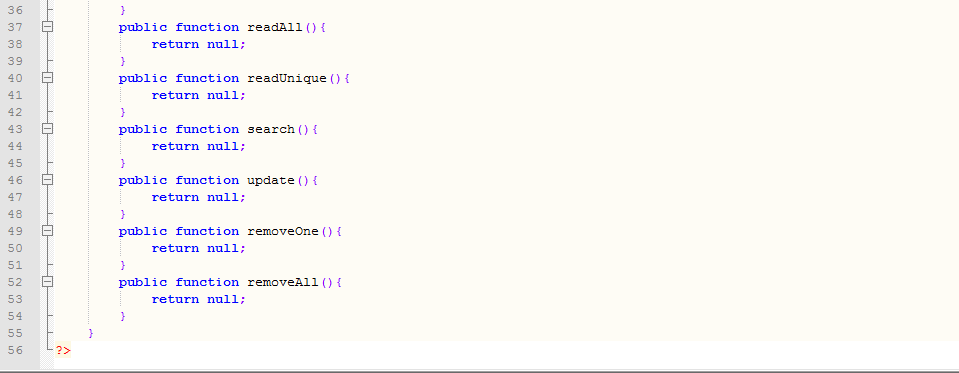 36 }
37 public function readAll(){
38 return null;
39 }
40 public function readUnique(){
41 return null;
42 }
43 public function search(){
44 return null;
45 }
46 public function update(){
47 return null;
48 }
49 public function removeOne(){
50 return null;
51 }
52 public function removeAll(){
53 return null;
54 }
55 }
56 ?>